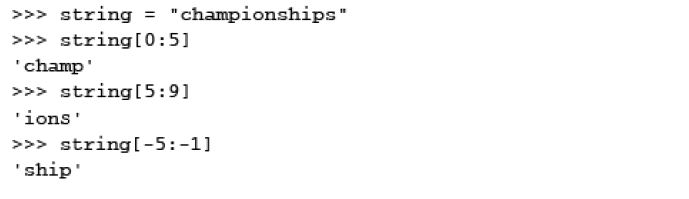 >>> string = "championships"
>>> string[0:5]
'champ'
>>> string[5:9]
'ions'
>>> string[-5:-1]
'ship'